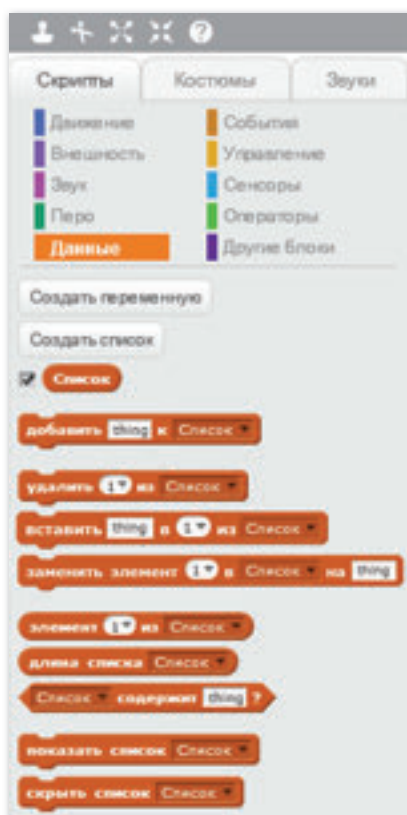 Скрипты Костюмы Звуки
Движение События
Внешность Управление
Звук Сенсоры
Перо Операторы
Данные Другие блоки
Создать переменную
Создать список
Список
добавить thing к Список
удалить 1 из Список
вставить thing в 1 из Список
заменить элемент 1 в Список на thing
элемент 1 из Список
длина списка Список
Список содержит thing ?
показать список Список
скрыть список Список